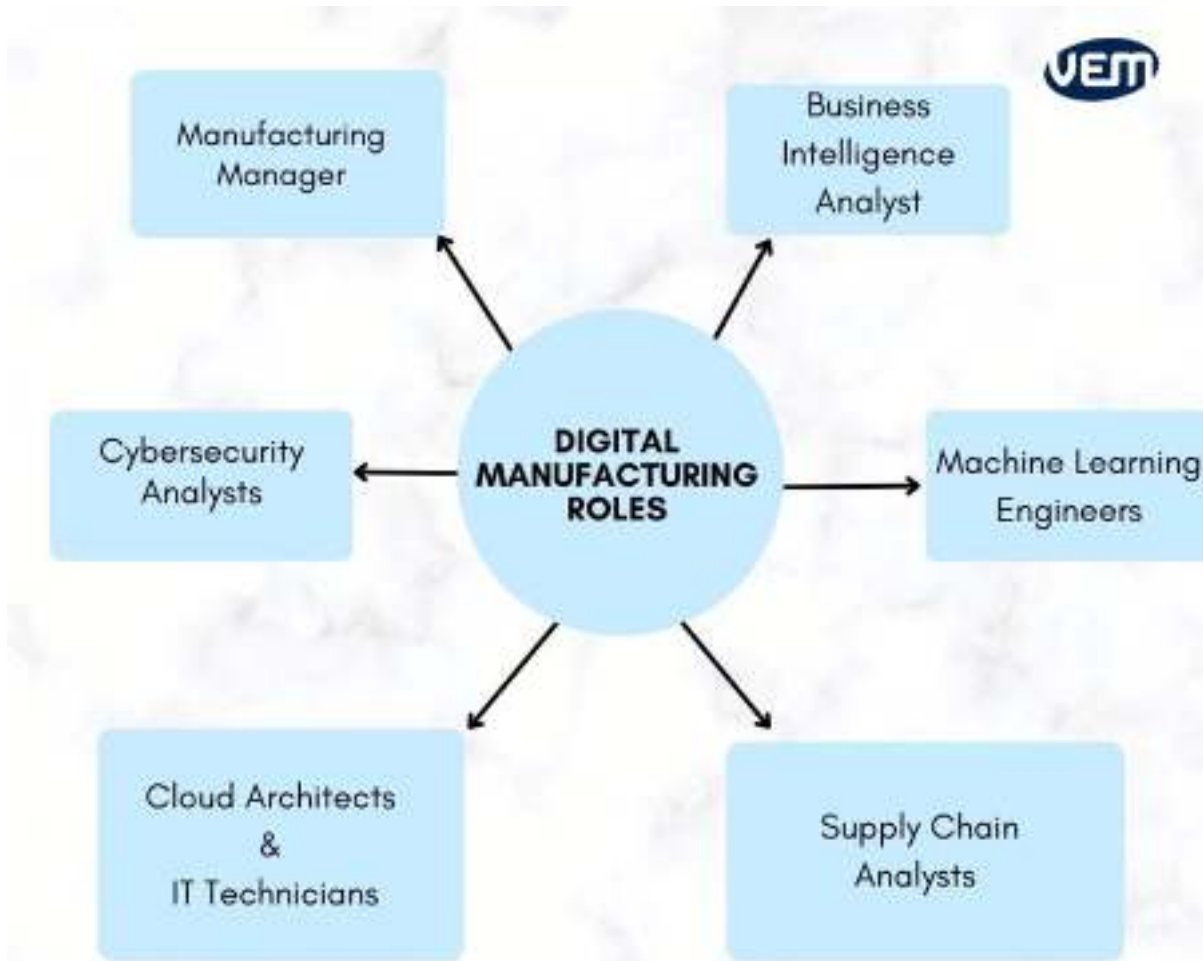 VEM
Manufacturing
Manager
Business
Intelligence
Analyst
Cybersecurity
Analysts
DIGITAL
MANUFACTURING
ROLES
Machine Learning
Engineers
Cloud Architects
&
IT Technicians
Supply Chain
Analysts